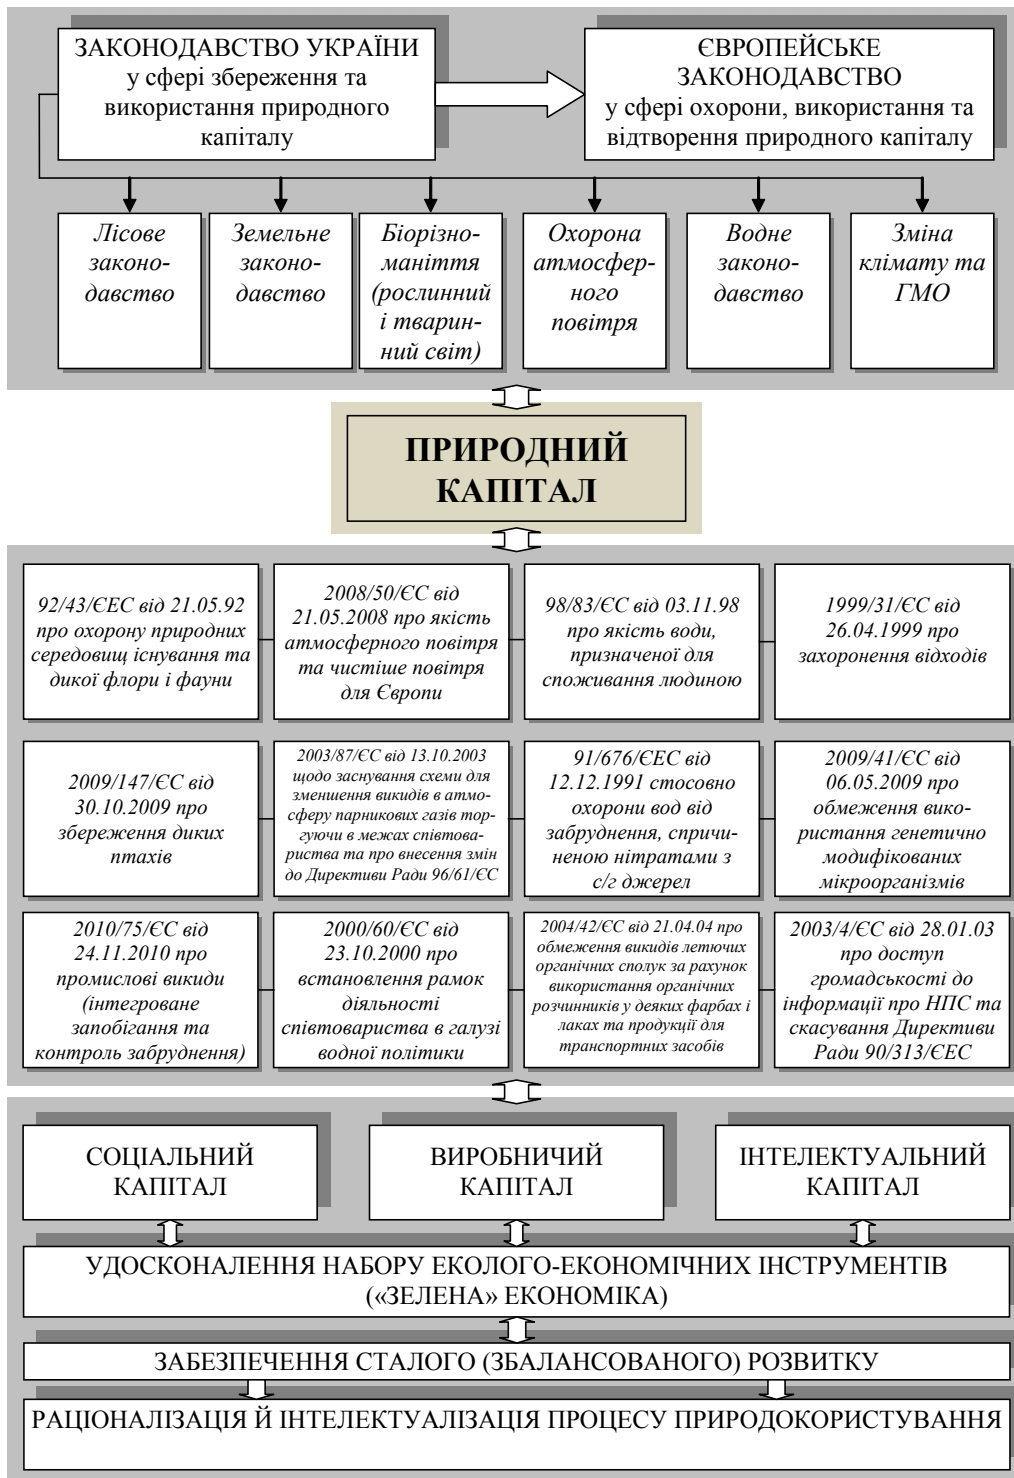 ЗАКОНОДАВСТВО УКРАЇНИ
у сфері збереження та
використання природного
капіталу
ЄВРОПЕЙСЬКЕ
ЗАКОНОДАВСТВО
у сфері охорони, використання та
відтворення природного капіталу
Лісове
законо-
давство
Земельне
законо-
давство
Біорізно-
маніття
(рослинний
і тварин-
ний світ)
Охорона
атмосфер-
ного
повітря
Водне
законо-
давство
Зміна
клімату та
ГМО
ПРИРОДНИЙ
КАПІТАЛ
92/43/ЄЕС від 21.05.92
про охорону природних
середовищ існування та
дикої флори і фауни
2008/50/ЄС від
21.05.2008 про якість
атмосферного повітря
та чистіше повітря
для Європи
98/83/ЄС від 03.11.98
про якість води,
призначеної для
споживання людиною
1999/31/ЄС від
26.04.1999 про
захоронення відходів
2009/147/ЄС від
30.10.2009 про
збереження диких
птахів
2003/87/ЄС від 13.10.2003
щодо заснування схеми для
зменшення викидів в атмо-
сферу парникових газів тор-
гуючи в межах співтова-
риства та про внесення змін
до Директиви Ради 96/61/ЄС
91/676/ЄЕС від
12.12.1991 стосовно
охорони вод від
забруднення, спричи-
неною нітратами з
с/г джерел
2009/41/ЄС від
06.05.2009 про
обмеження вико-
ристання генетично
модифікованих
мікроорганізмів
2010/75/ЄС від
24.11.2010 про
промислові викиди
(інтегроване
запобігання та
контроль забруднення)
2000/60/ЄС від
23.10.2000 про
встановлення рамок
діяльності
співтовариства в галузі
водної політики
2004/42/ЄС від 21.04.04 про
обмеження викидів летючих
органічних сполук за рахунок
використання органічних
розчинників у деяких фарбах і
лаках та продукції для
транспортних засобів
2003/4/ЄС від 28.01.03
про доступ
громадськості до
інформації про НПС та
скасування Директиви
Ради 90/313/ЄЕС
СОЦІАЛЬНИЙ
КАПІТАЛ
ВИРОБНИЧИЙ
КАПІТАЛ
ІНТЕЛЕКТУАЛЬНИЙ
КАПІТАЛ
УДОСКОНАЛЕННЯ НАБОРУ ЕКОЛОГО-ЕКОНОМІЧНИХ ІНСТРУМЕНТІВ
(«ЗЕЛЕНА» ЕКОНОМІКА)
ЗАБЕЗПЕЧЕННЯ СТАЛОГО (ЗБАЛАНСОВАНОГО) РОЗВИТКУ
РАЦІОНАЛІЗАЦІЯ Й ІНТЕЛЕКТУАЛІЗАЦІЯ ПРОЦЕСУ ПРИРОДОКОРИСТУВАННЯ